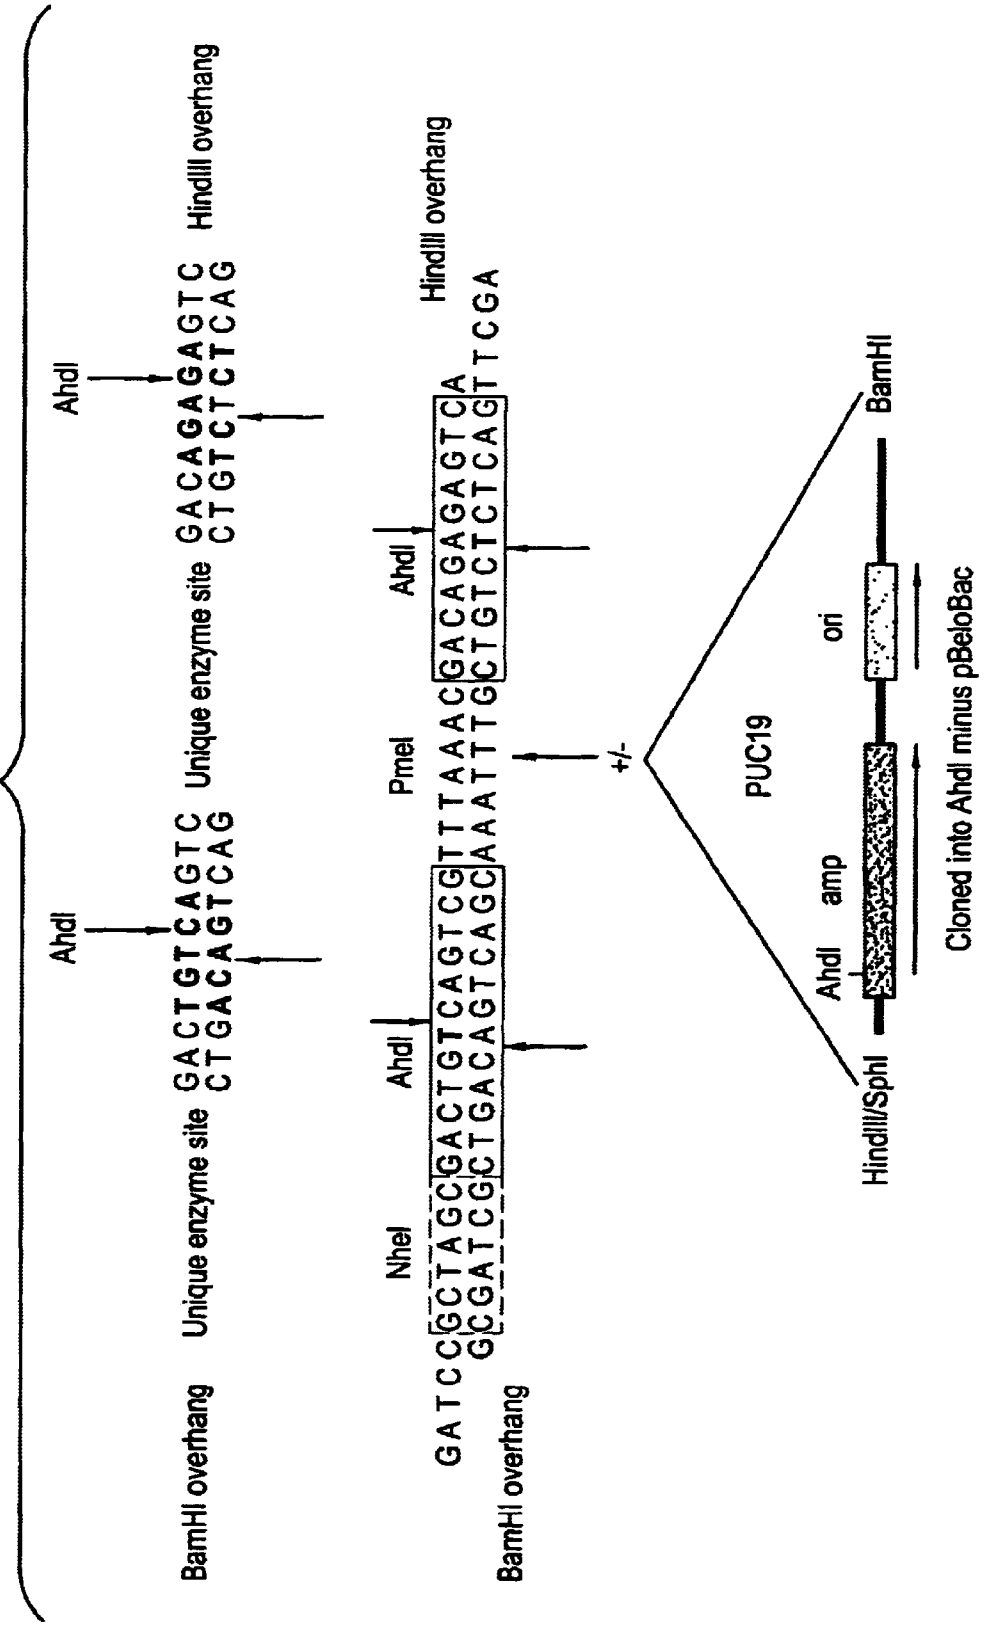 AhdI AhdI
BamHI overhang Unique enzyme site GACTGTCAGTC Unique enzyme site GACAGAGAGTC HindIII overhang
CTGACAGTCAG CTGTCTCTCAG
NheI AhdI PmeI AhdI HindIII overhang
GATCCGCTAGCGACTGTCAGTCGTTTAAACGACAGAGAGTCA
GCGATCGCTGACAGTCAGCAAATTTGCTGTCTCTCAGTTCGA
BamHI overhang
+/-
PUC19
AhdI amp ori
HindIII/SphI BamHI
Cloned into AhdI minus pBeloBac